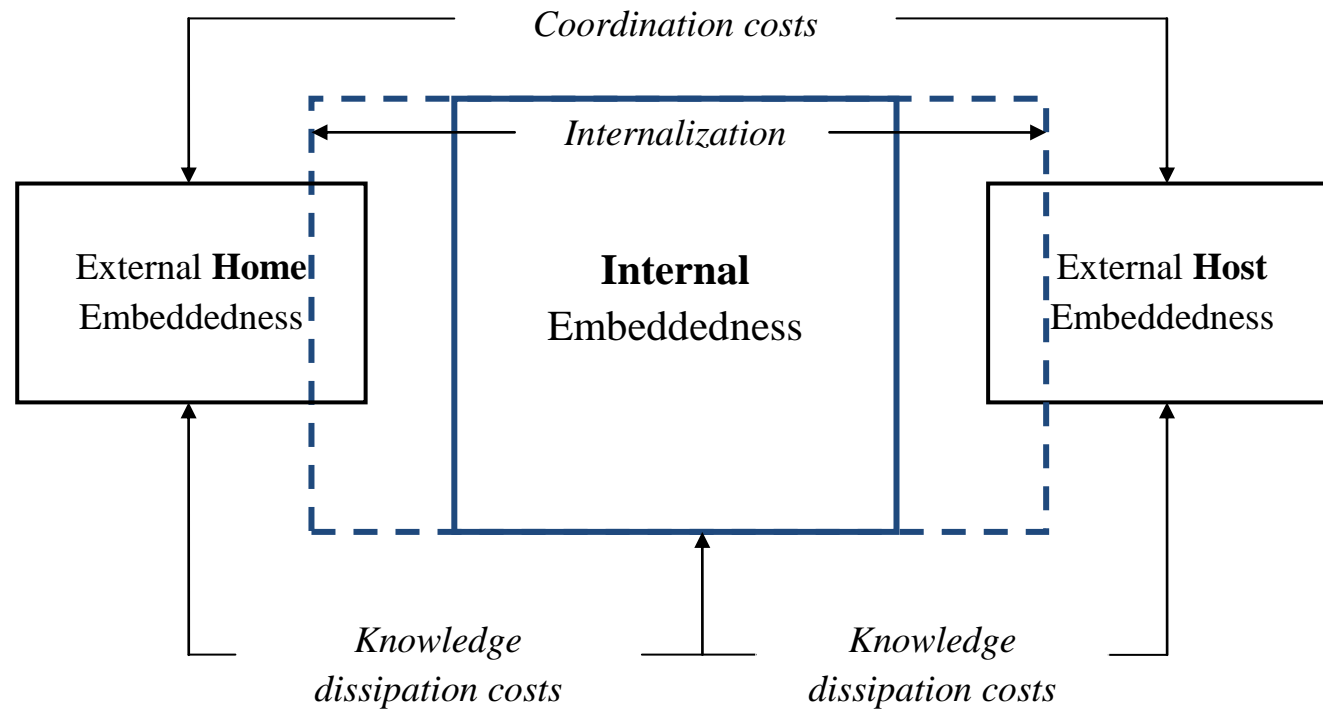 Coordination costs
Internalization
External Home
Embeddedness
Internal
Embeddedness
External Host
Embeddedness
Knowledge
dissipation costs
Knowledge
dissipation costs